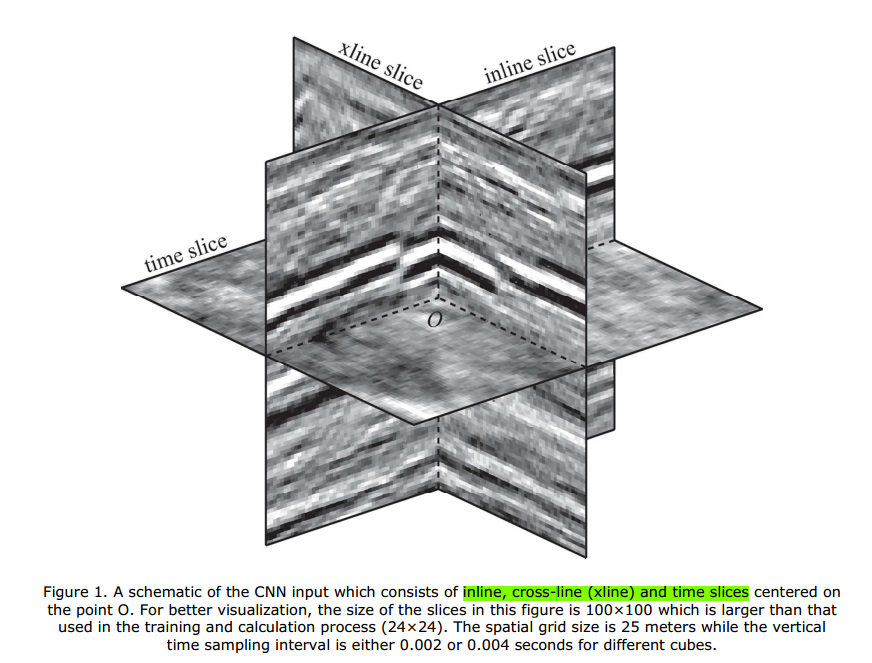 xline slice
inline slice
time slice
O
Figure 1. A schematic of the CNN input which consists of inline, cross-line (xline) and time slices centered on
the point O. For better visualization, the size of the slices in this figure is 100×100 which is larger than that
used in the training and calculation process (24×24). The spatial grid size is 25 meters while the vertical
time sampling interval is either 0.002 or 0.004 seconds for different cubes.